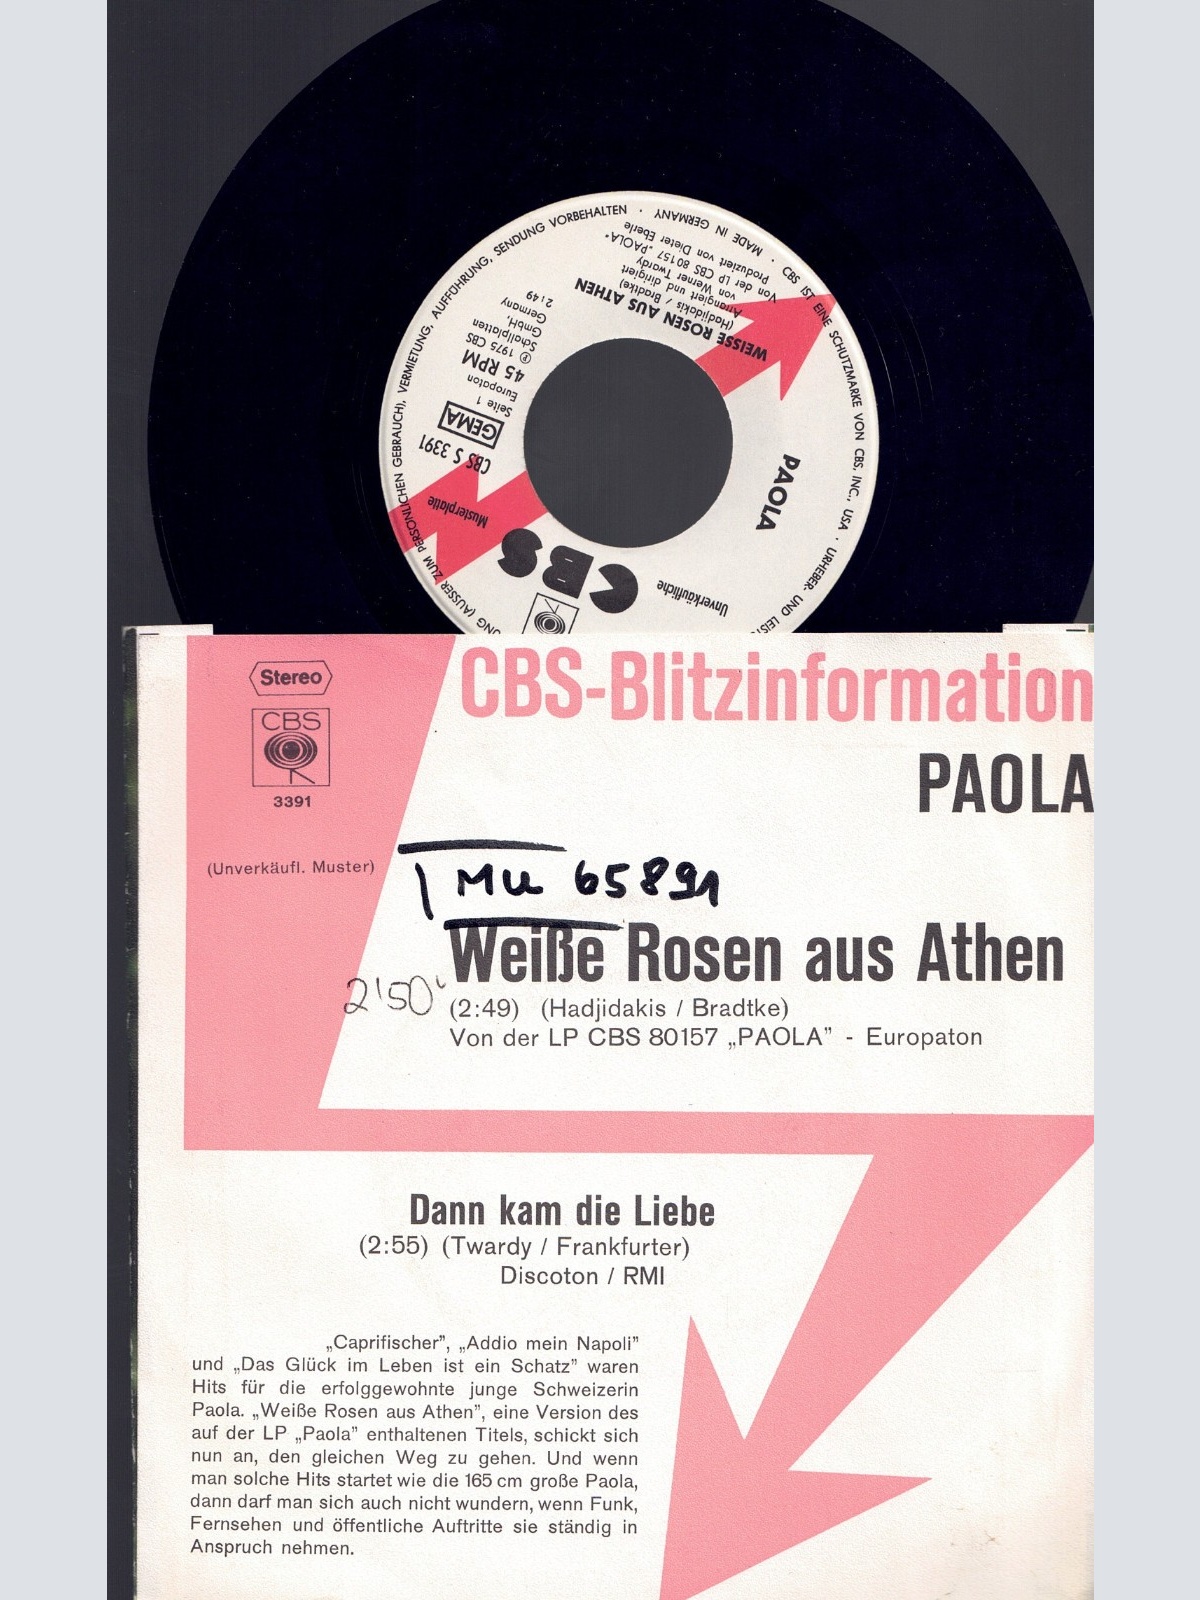 MADE IN GERMANY · CBS IST EINE SCHUTZMARKE VON CBS, INC., USA · URHEBER- UND LEIST
UNG (AUSSER ZUM PERSÖNLICHEN GEBRAUCH), VERMIETUNG, AUFFÜHRUNG, SENDUNG VORBEHALTEN ·
Unverkäufliche
CBS
Musterplatte
PAOLA
CBS S 3391
GEMA
Seite 1
Europaton
45 RPM
Ⓟ 1975 CBS
Schallplatten
GmbH,
Germany
2:49
WEISSE ROSEN AUS ATHEN
(Hadjidakis / Bradtke)
Arrangiert und dirigiert
von Werner Twardy
Von der LP CBS 80157 „PAOLA"
Produziert von Dieter Eberle
Stereo
CBS
3391
(Unverkäufl. Muster)
CBS-Blitzinformation
PAOLA
MU 65891
Weiße Rosen aus Athen
2'50"
(2:49) (Hadjidakis / Bradtke)
Von der LP CBS 80157 „PAOLA” - Europaton
Dann kam die Liebe
(2:55) (Twardy / Frankfurter)
Discoton / RMI
„Caprifischer”, „Addio mein Napoli”
und „Das Glück im Leben ist ein Schatz” waren
Hits für die erfolggewohnte junge Schweizerin
Paola. „Weiße Rosen aus Athen”, eine Version des
auf der LP „Paola” enthaltenen Titels, schickt sich
nun an, den gleichen Weg zu gehen. Und wenn
man solche Hits startet wie die 165 cm große Paola,
dann darf man sich auch nicht wundern, wenn Funk,
Fernsehen und öffentliche Auftritte sie ständig in
Anspruch nehmen.